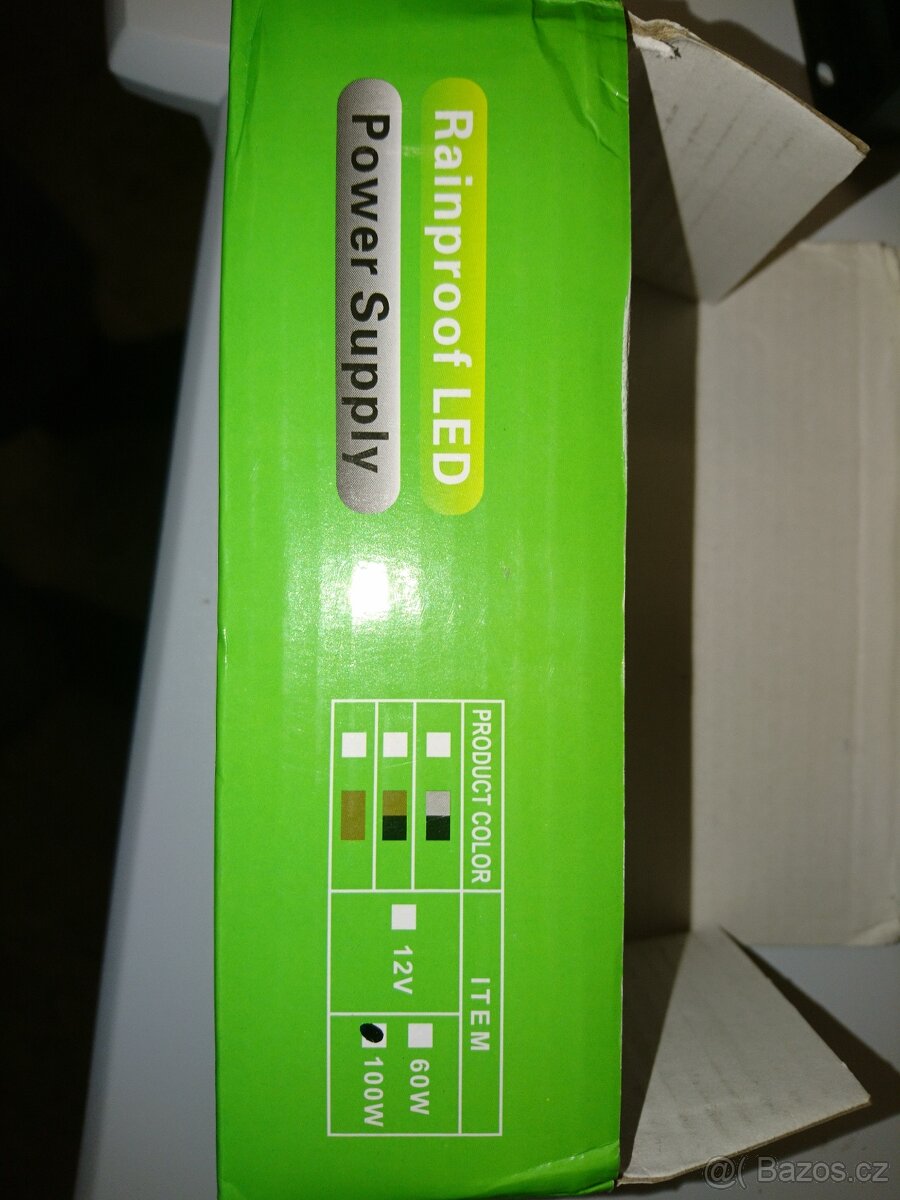 Rainproof LED
Power Supply
PRODUCT COLOR
ITEM
12V
60W
100W
@( Bazos.cz